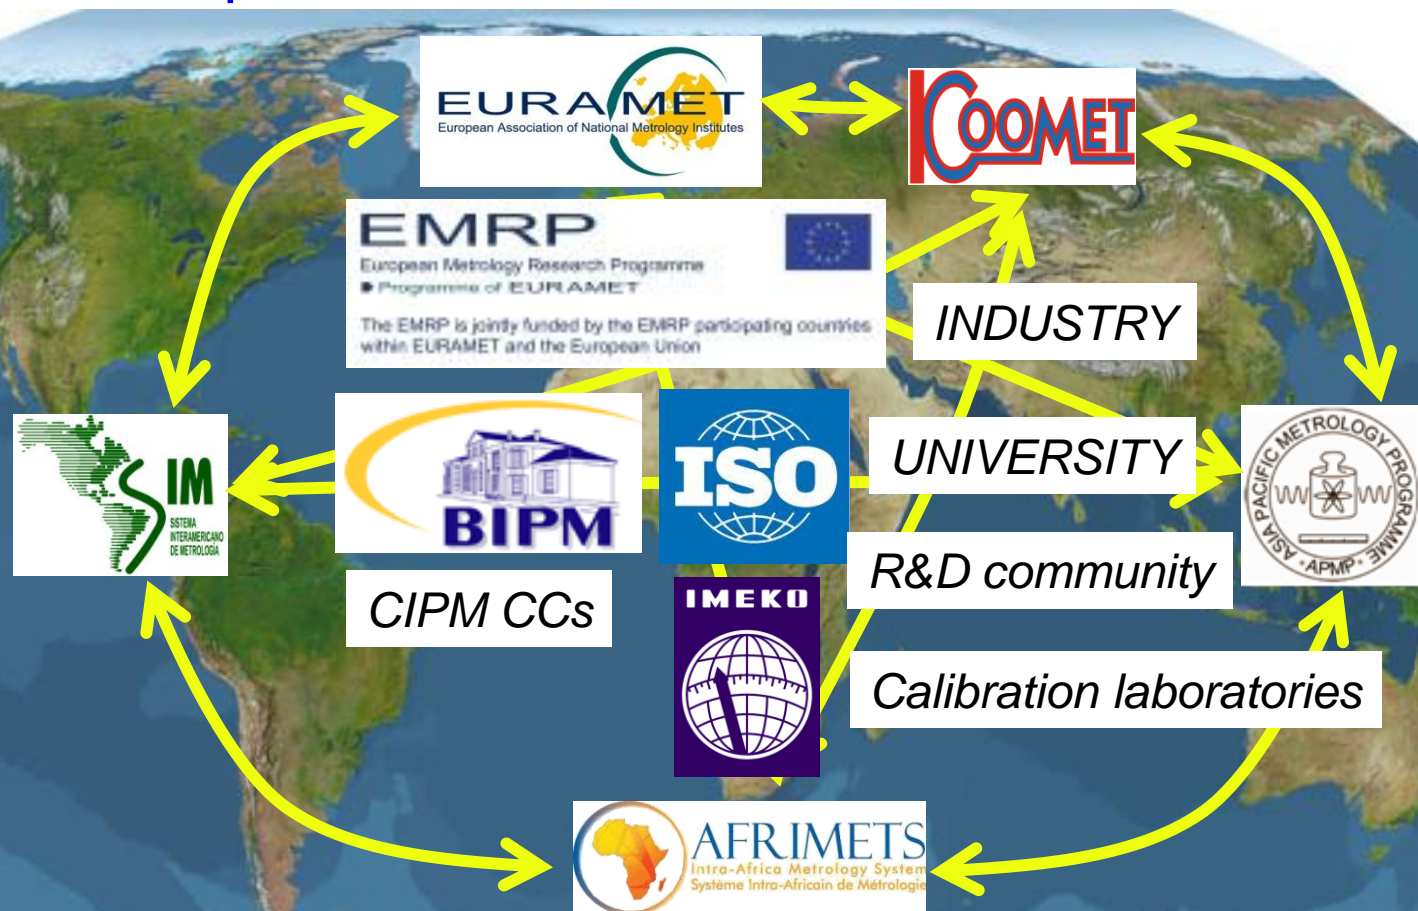 EURAMET
European Association of National Metrology Institutes
COOMET
EMRP
European Metrology Research Programme
Programme of EURAMET
The EMRP is jointly funded by the EMRP participating countries
within EURAMET and the European Union
INDUSTRY
SIM
SISTEMA
INTERAMERICANO
DE METROLOGIA
BIPM
ISO
UNIVERSITY
ASIA PACIFIC METROLOGY PROGRAMME
·APMP·
CIPM CCs
IMEKO
R&D community
Calibration laboratories
AFRIMETS
Intra-Africa Metrology System
Système Intra-Africain de Métrologie